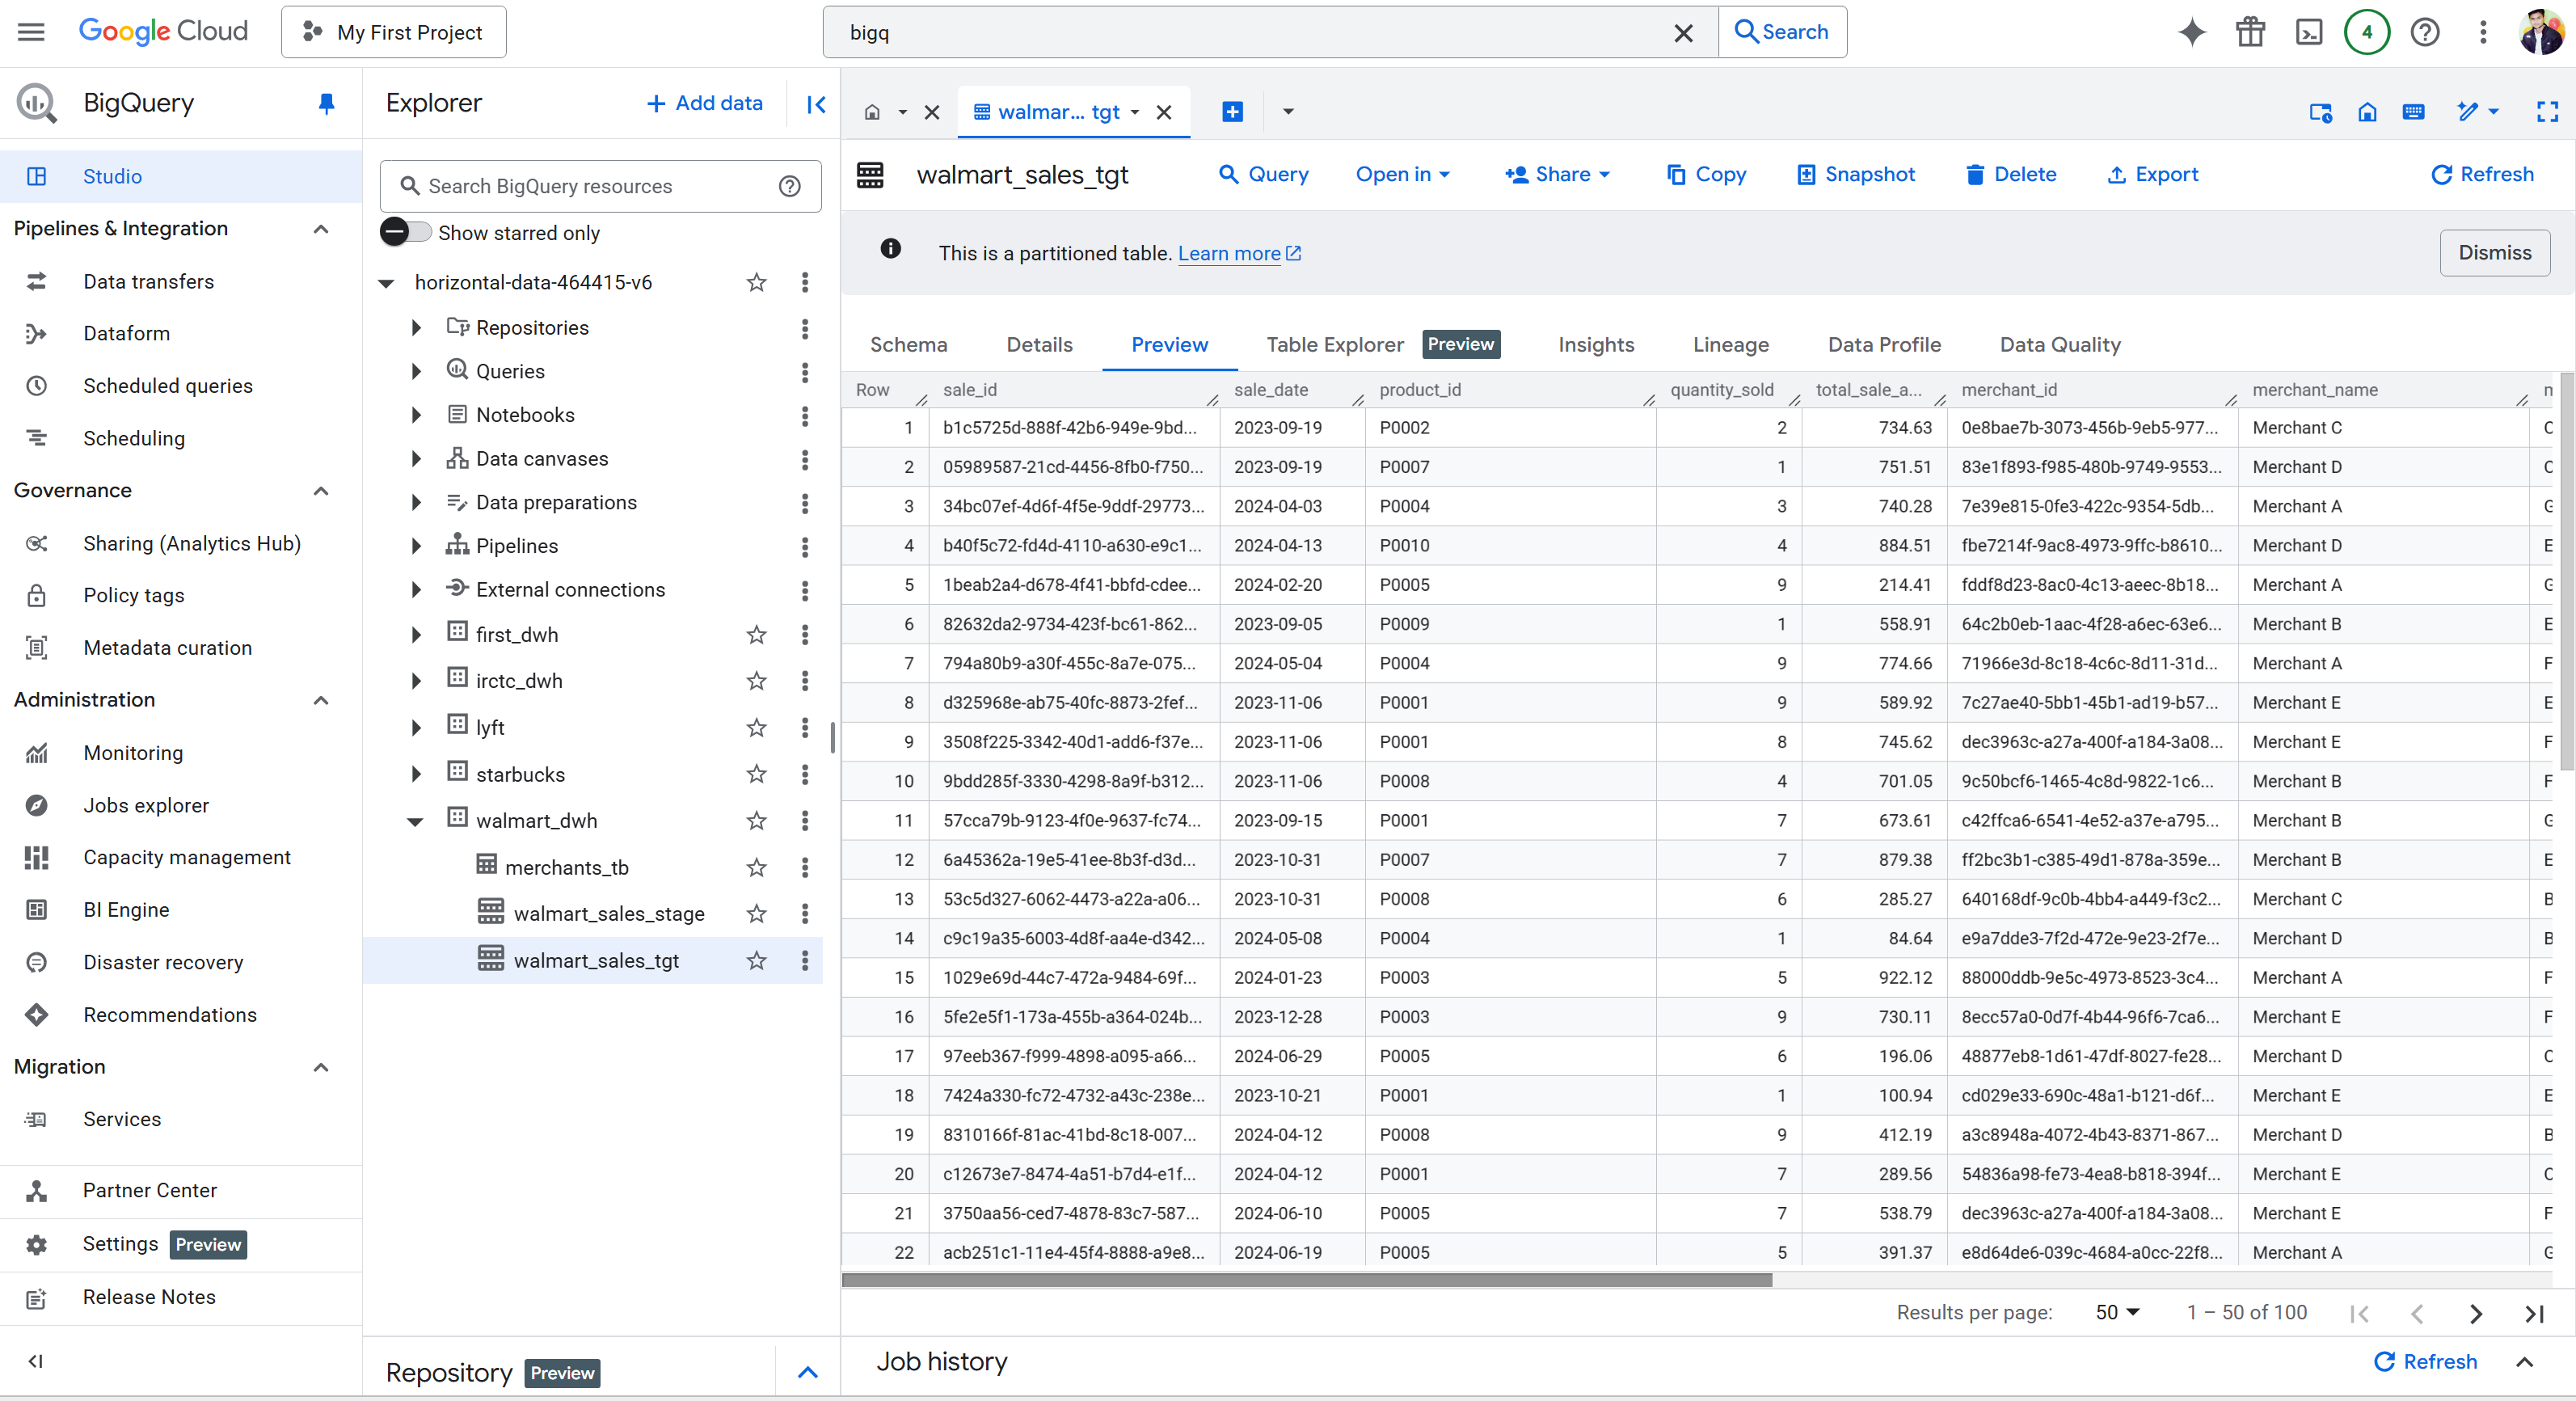 Google Cloud
My First Project
bigq
Search
4
BigQuery
Studio
Pipelines & Integration
Data transfers
Dataform
Scheduled queries
Scheduling
Governance
Sharing (Analytics Hub)
Policy tags
Metadata curation
Administration
Monitoring
Jobs explorer
Capacity management
BI Engine
Disaster recovery
Recommendations
Migration
Services
Partner Center
Settings Preview
Release Notes
Explorer
+ Add data
Search BigQuery resources
Show starred only
horizontal-data-464415-v6
Repositories
Queries
Notebooks
Data canvases
Data preparations
Pipelines
External connections
first_dwh
irctc_dwh
lyft
starbucks
walmart_dwh
merchants_tb
walmart_sales_stage
walmart_sales_tgt
Repository Preview
walmar... tgt
walmart_sales_tgt
Query
Open in
Share
Copy
Snapshot
Delete
Export
Refresh
This is a partitioned table. Learn more
Dismiss
Schema Details Preview Table Explorer Preview Insights Lineage Data Profile Data Quality
Row sale_id sale_date product_id quantity_sold total_sale_a... merchant_id merchant_name
1 b1c5725d-888f-42b6-949e-9bd... 2023-09-19 P0002 2 734.63 0e8bae7b-3073-456b-9eb5-977... Merchant C
2 05989587-21cd-4456-8fb0-f750... 2023-09-19 P0007 1 751.51 83e1f893-f985-480b-9749-9553... Merchant D
3 34bc07ef-4d6f-4f5e-9ddf-29773... 2024-04-03 P0004 3 740.28 7e39e815-0fe3-422c-9354-5db... Merchant A
4 b40f5c72-fd4d-4110-a630-e9c1... 2024-04-13 P0010 4 884.51 fbe7214f-9ac8-4973-9ffc-b8610... Merchant D
5 1beab2a4-d678-4f41-bbfd-cdee... 2024-02-20 P0005 9 214.41 fddf8d23-8ac0-4c13-aeec-8b18... Merchant A
6 82632da2-9734-423f-bc61-862... 2023-09-05 P0009 1 558.91 64c2b0eb-1aac-4f28-a6ec-63e6... Merchant B
7 794a80b9-a30f-455c-8a7e-075... 2024-05-04 P0004 9 774.66 71966e3d-8c18-4c6c-8d11-31d... Merchant A
8 d325968e-ab75-40fc-8873-2fef... 2023-11-06 P0001 9 589.92 7c27ae40-5bb1-45b1-ad19-b57... Merchant E
9 3508f225-3342-40d1-add6-f37e... 2023-11-06 P0001 8 745.62 dec3963c-a27a-400f-a184-3a08... Merchant E
10 9bdd285f-3330-4298-8a9f-b312... 2023-11-06 P0008 4 701.05 9c50bcf6-1465-4c8d-9822-1c6... Merchant B
11 57cca79b-9123-4f0e-9637-fc74... 2023-09-15 P0001 7 673.61 c42ffca6-6541-4e52-a37e-a795... Merchant B
12 6a45362a-19e5-41ee-8b3f-d3d... 2023-10-31 P0007 7 879.38 ff2bc3b1-c385-49d1-878a-359e... Merchant B
13 53c5d327-6062-4473-a22a-a06... 2023-10-31 P0008 6 285.27 640168df-9c0b-4bb4-a449-f3c2... Merchant C
14 c9c19a35-6003-4d8f-aa4e-d342... 2024-05-08 P0004 1 84.64 e9a7dde3-7f2d-472e-9e23-2f7e... Merchant D
15 1029e69d-44c7-472a-9484-69f... 2024-01-23 P0003 5 922.12 88000ddb-9e5c-4973-8523-3c4... Merchant A
16 5fe2e5f1-173a-455b-a364-024b... 2023-12-28 P0003 9 730.11 8ecc57a0-0d7f-4b44-96f6-7ca6... Merchant E
17 97eeb367-f999-4898-a095-a66... 2024-06-29 P0005 6 196.06 48877eb8-1d61-47df-8027-fe28... Merchant D
18 7424a330-fc72-4732-a43c-238e... 2023-10-21 P0001 1 100.94 cd029e33-690c-48a1-b121-d6f... Merchant E
19 8310166f-81ac-41bd-8c18-007... 2024-04-12 P0008 9 412.19 a3c8948a-4072-4b43-8371-867... Merchant D
20 c12673e7-8474-4a51-b7d4-e1f... 2024-04-12 P0001 7 289.56 54836a98-fe73-4ea8-b818-394f... Merchant E
21 3750aa56-ced7-4878-83c7-587... 2024-06-10 P0005 7 538.79 dec3963c-a27a-400f-a184-3a08... Merchant E
22 acb251c1-11e4-45f4-8888-a9e8... 2024-06-19 P0005 5 391.37 e8d64de6-039c-4684-a0cc-22f8... Merchant A
Results per page: 50 1 – 50 of 100
Job history
Refresh